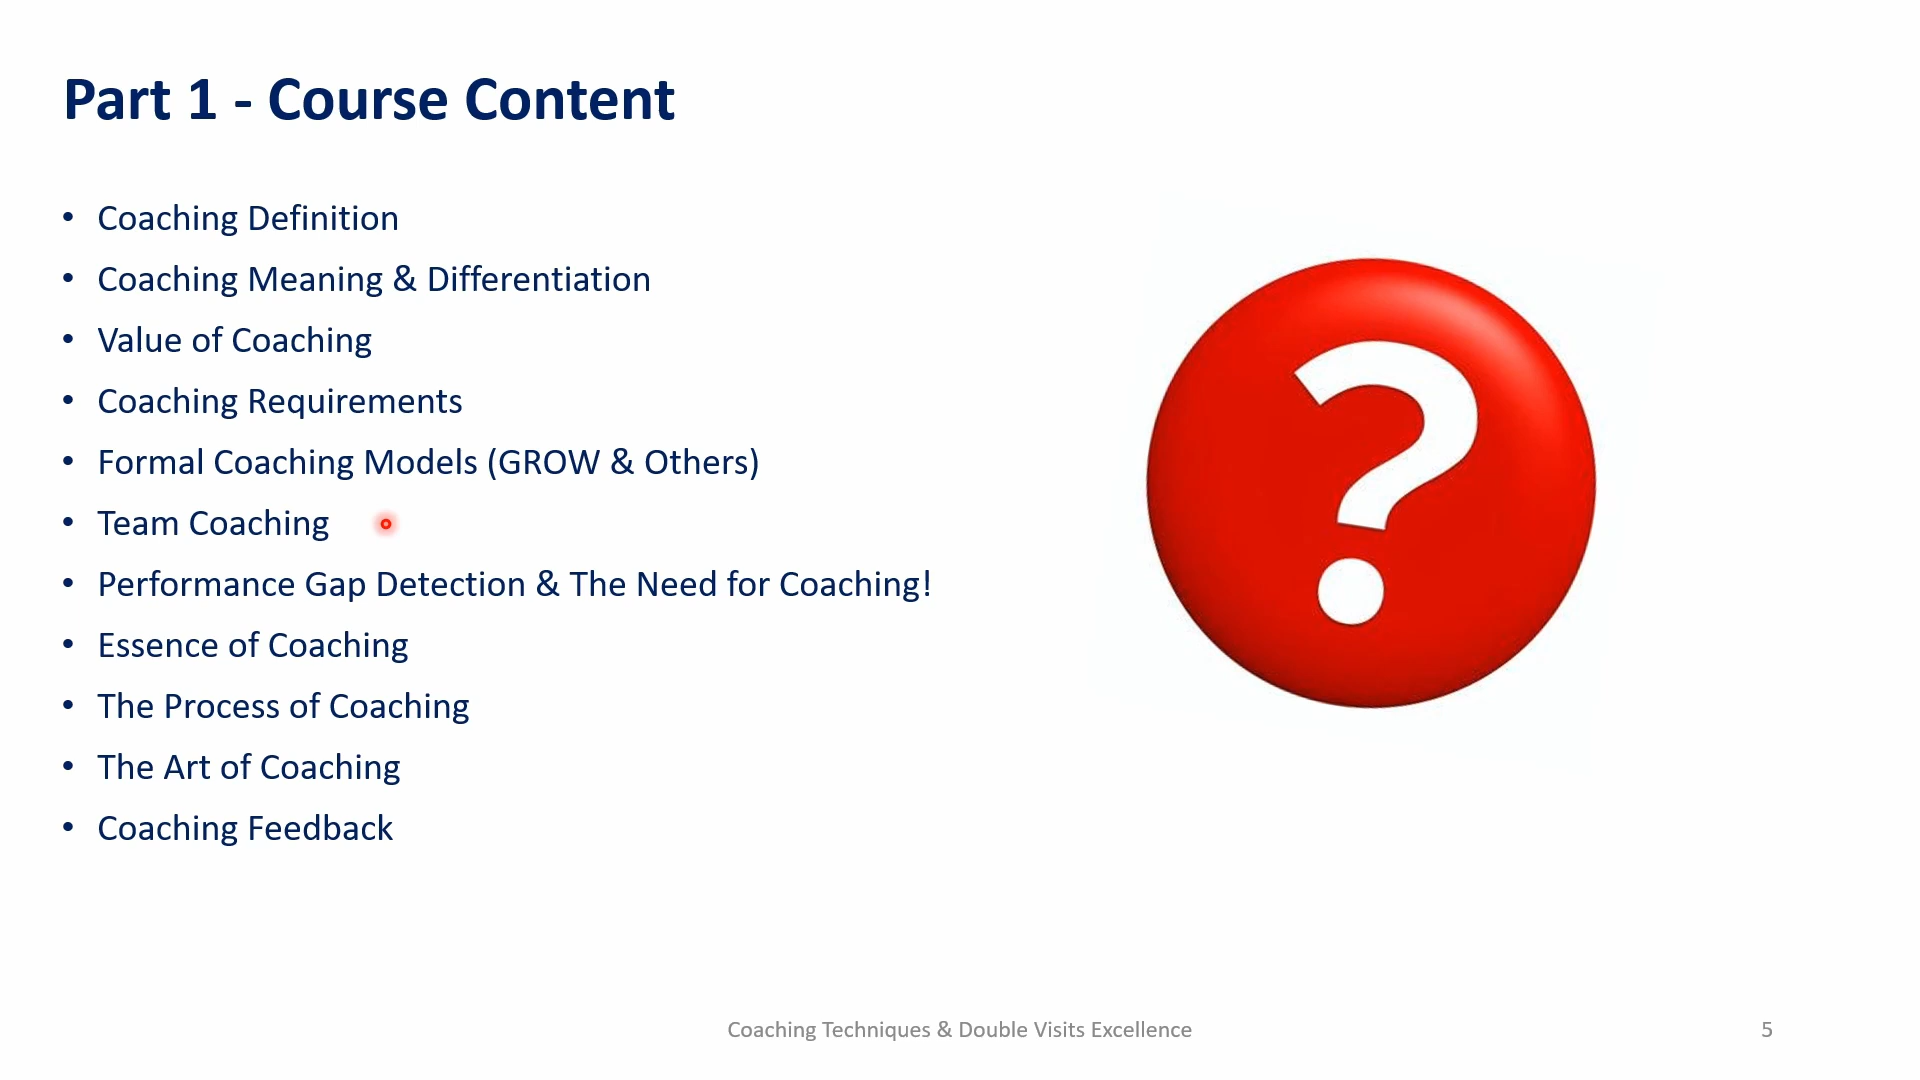 Part 1 - Course Content
• Coaching Definition
• Coaching Meaning & Differentiation
• Value of Coaching
• Coaching Requirements
• Formal Coaching Models (GROW & Others)
• Team Coaching
• Performance Gap Detection & The Need for Coaching!
• Essence of Coaching
• The Process of Coaching
• The Art of Coaching
• Coaching Feedback
?
Coaching Techniques & Double Visits Excellence
5